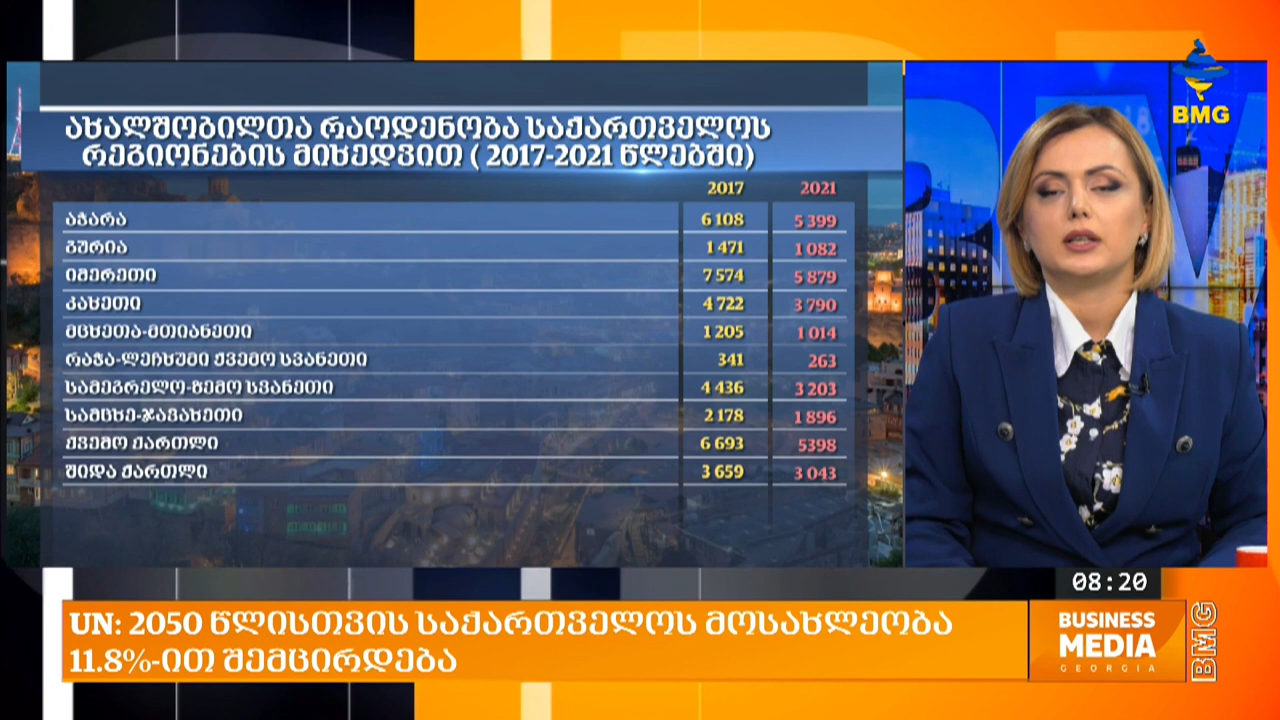 BMG
ახალშობილთა რაოდენობა საქართველოს
რეგიონების მიხედვით ( 2017-2021 წლებში)
2017 2021
აჭარა 6 108 5 399
გურია 1 471 1 082
იმერეთი 7 574 5 879
კახეთი 4 722 3 790
მცხეთა-მთიანეთი 1 205 1 014
რაჭა-ლეჩხუმი ქვემო სვანეთი 341 263
სამეგრელო-ზემო სვანეთი 4 436 3 203
სამცხე-ჯავახეთი 2 178 1 896
ქვემო ქართლი 6 693 5398
შიდა ქართლი 3 659 3 043
08:20
UN: 2050 წლისთვის საქართველოს მოსახლეობა
11.8%-ით შემცირდება
BUSINESS
MEDIA
GEORGIA
BMG